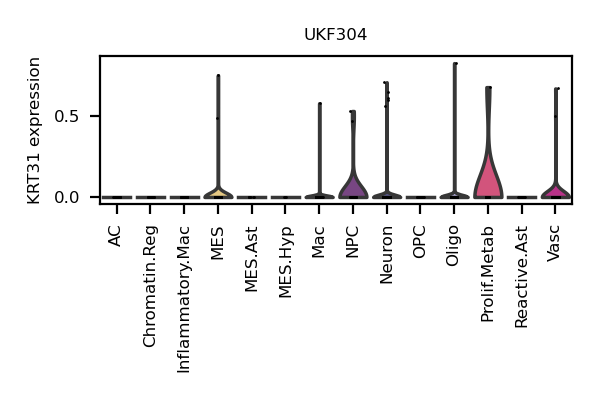 UKF304
KRT31 expression
0.5
0.0
AC
Chromatin.Reg
Inflammatory.Mac
MES
MES.Ast
MES.Hyp
Mac
NPC
Neuron
OPC
Oligo
Prolif.Metab
Reactive.Ast
Vasc